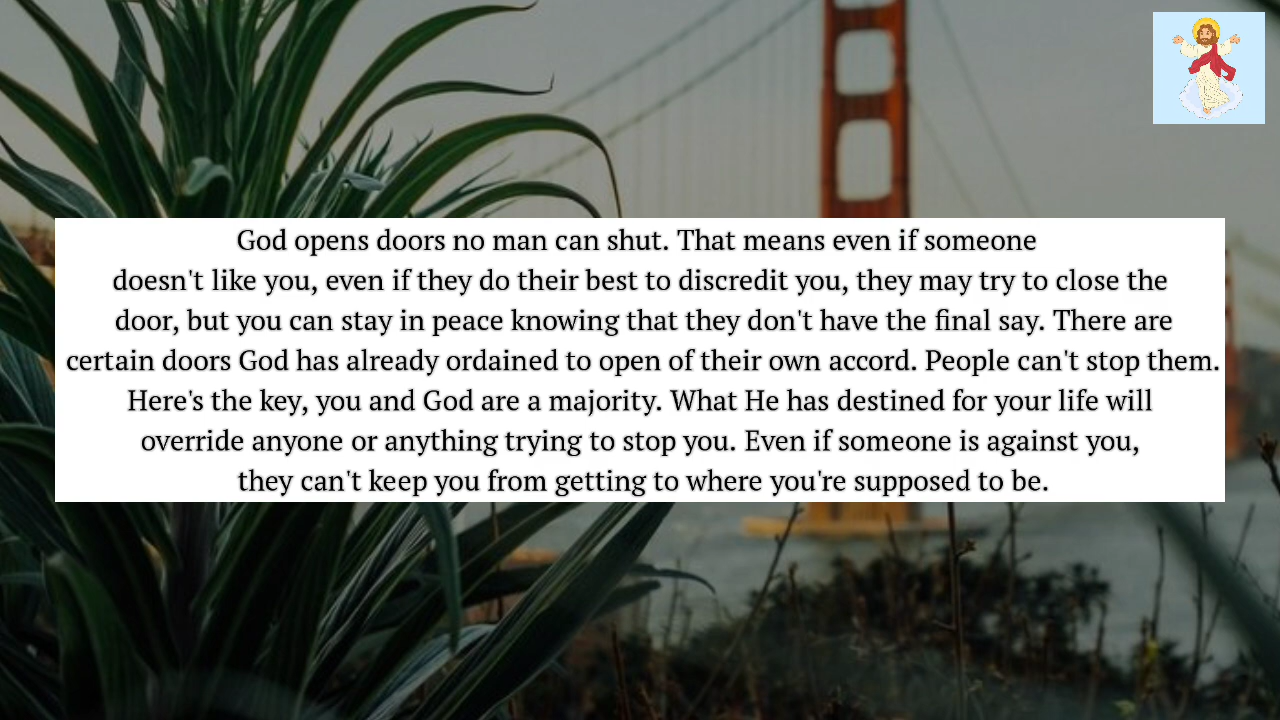 God opens doors no man can shut. That means even if someone
doesn't like you, even if they do their best to discredit you, they may try to close the
door, but you can stay in peace knowing that they don't have the final say. There are
certain doors God has already ordained to open of their own accord. People can't stop them.
Here's the key, you and God are a majority. What He has destined for your life will
override anyone or anything trying to stop you. Even if someone is against you,
they can't keep you from getting to where you're supposed to be.